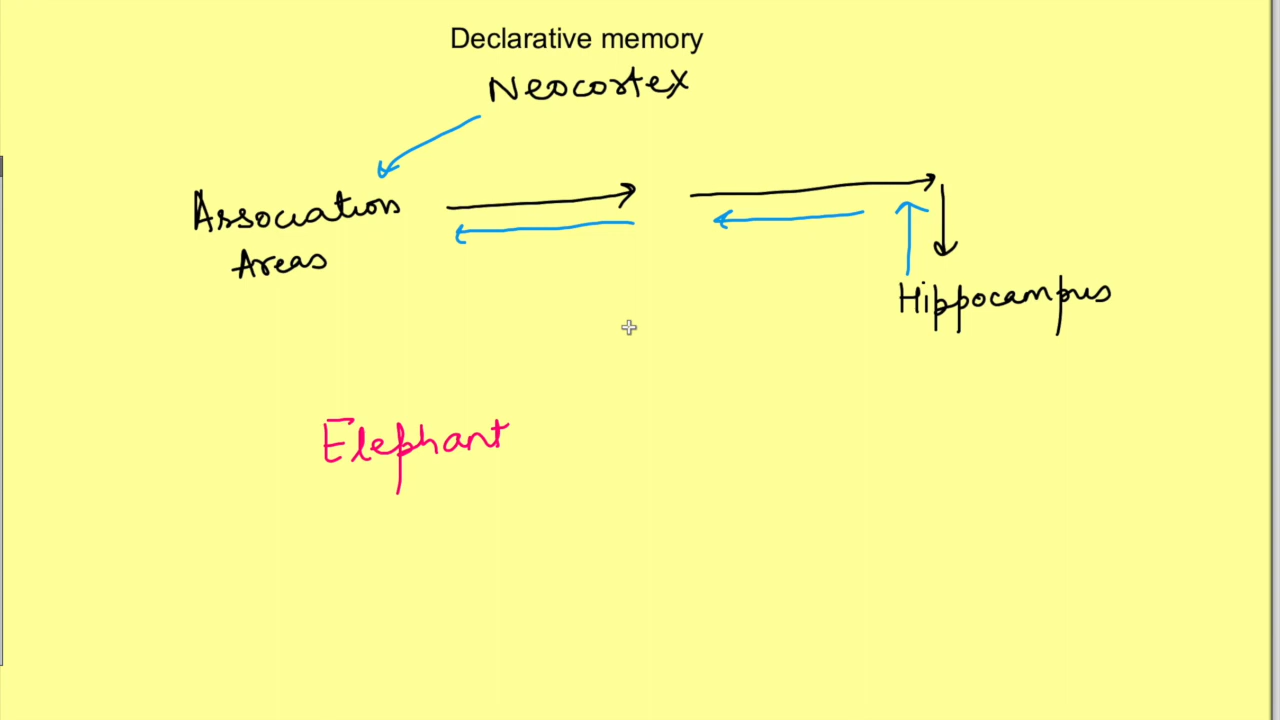 Declarative memory
Neocortex
Association
Areas
Hippocampus
Elephant